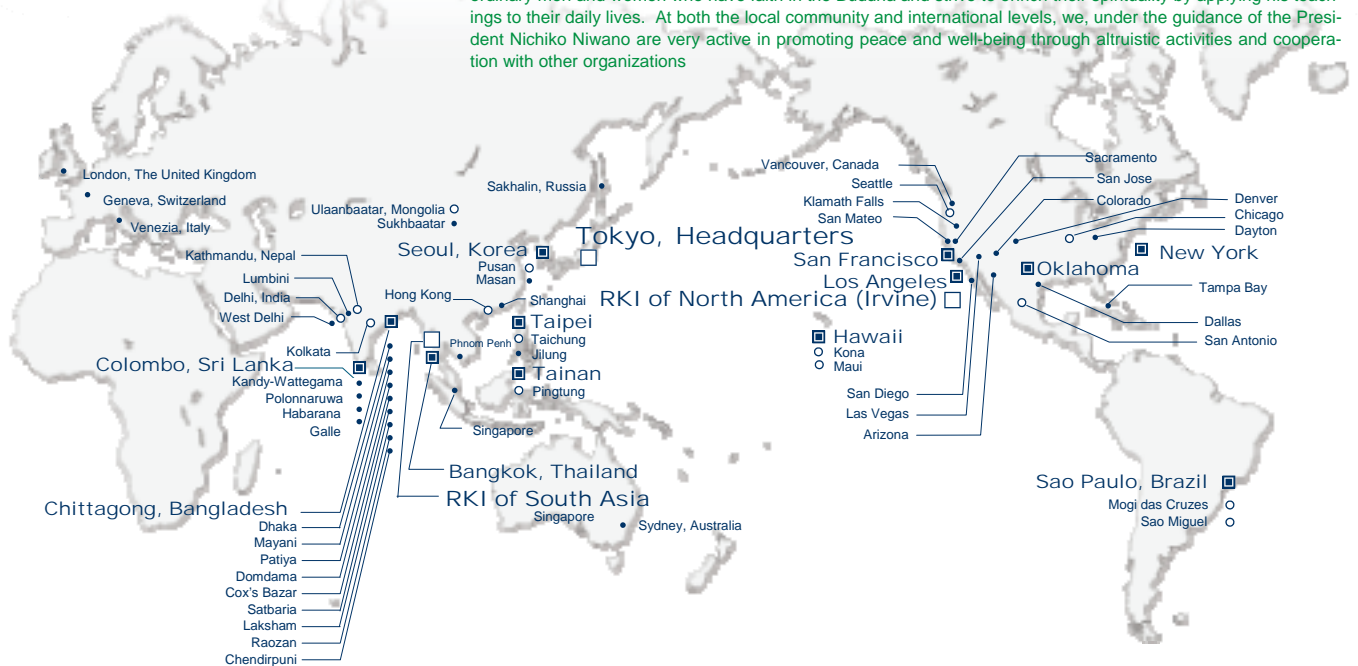 ings to their daily lives. At both the local community and international levels, we, under the guidance of the Presi-
dent Nichiko Niwano are very active in promoting peace and well-being through altruistic activities and coopera-
tion with other organizations
London, The United Kingdom
Geneva, Switzerland
Venezia, Italy
Sakhalin, Russia
Ulaanbaatar, Mongolia
Sukhbaatar
Tokyo, Headquarters
Seoul, Korea
Pusan
Masan
Kathmandu, Nepal
Lumbini
Delhi, India
West Delhi
Kolkata
Hong Kong
Shanghai
Taipei
Taichung
Jilung
Tainan
Pingtung
Phnom Penh
Colombo, Sri Lanka
Kandy-Wattegama
Polonnaruwa
Habarana
Galle
Singapore
Bangkok, Thailand
RKI of South Asia
Singapore
Sydney, Australia
Chittagong, Bangladesh
Dhaka
Mayani
Patiya
Domdama
Cox's Bazar
Satbaria
Laksham
Raozan
Chendirpuni
Vancouver, Canada
Seattle
Klamath Falls
San Mateo
San Francisco
Los Angeles
RKI of North America (Irvine)
Hawaii
Kona
Maui
San Diego
Las Vegas
Arizona
Sacramento
San Jose
Colorado
Denver
Chicago
Dayton
New York
Oklahoma
Tampa Bay
Dallas
San Antonio
Sao Paulo, Brazil
Mogi das Cruzes
Sao Miguel